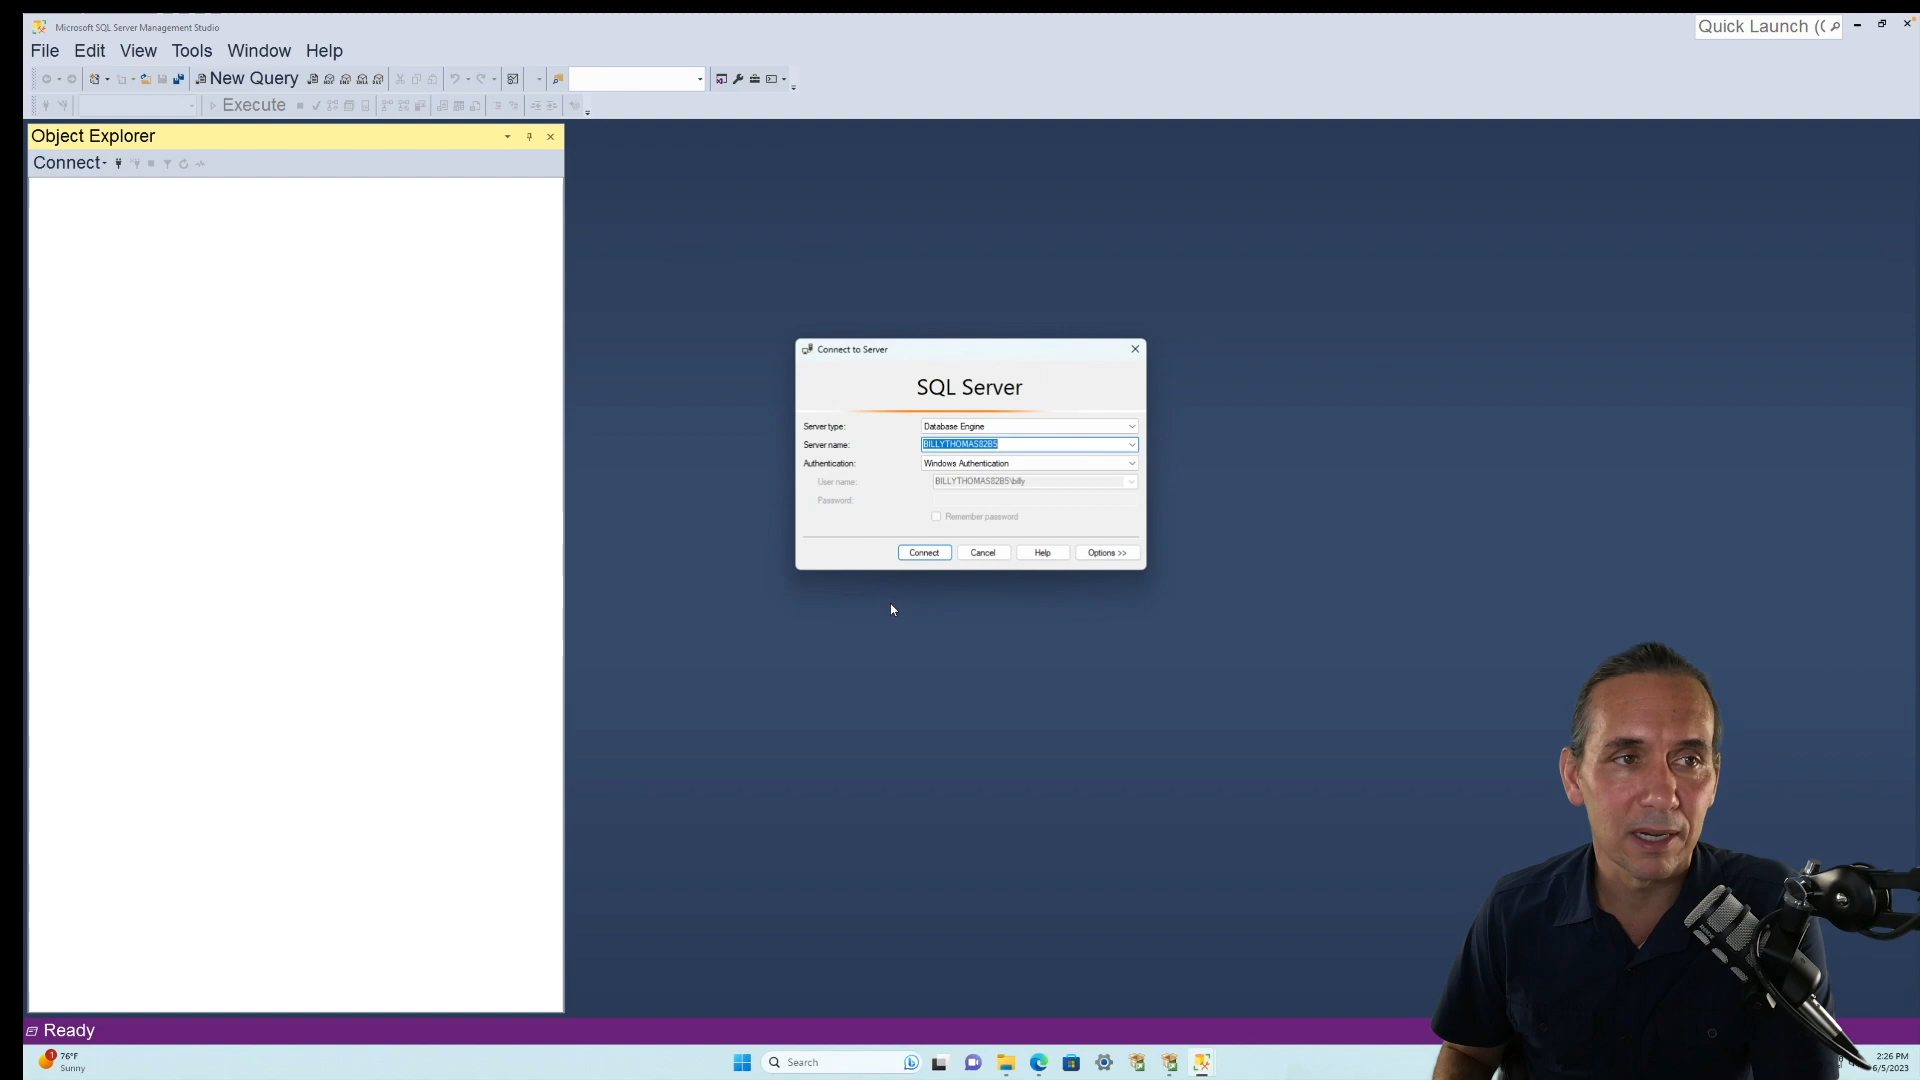 Microsoft SQL Server Management Studio
Quick Launch (
File Edit View Tools Window Help
New Query
Execute
Object Explorer
Connect
Connect to Server
SQL Server
Server type: Database Engine
Server name: BILLYTHOMAS82B5
Authentication: Windows Authentication
User name: BILLYTHOMAS82B5\billy
Password:
Remember password
Connect Cancel Help Options >>
Ready
1
76°F
Sunny
Search
2:26 PM
6/5/2023